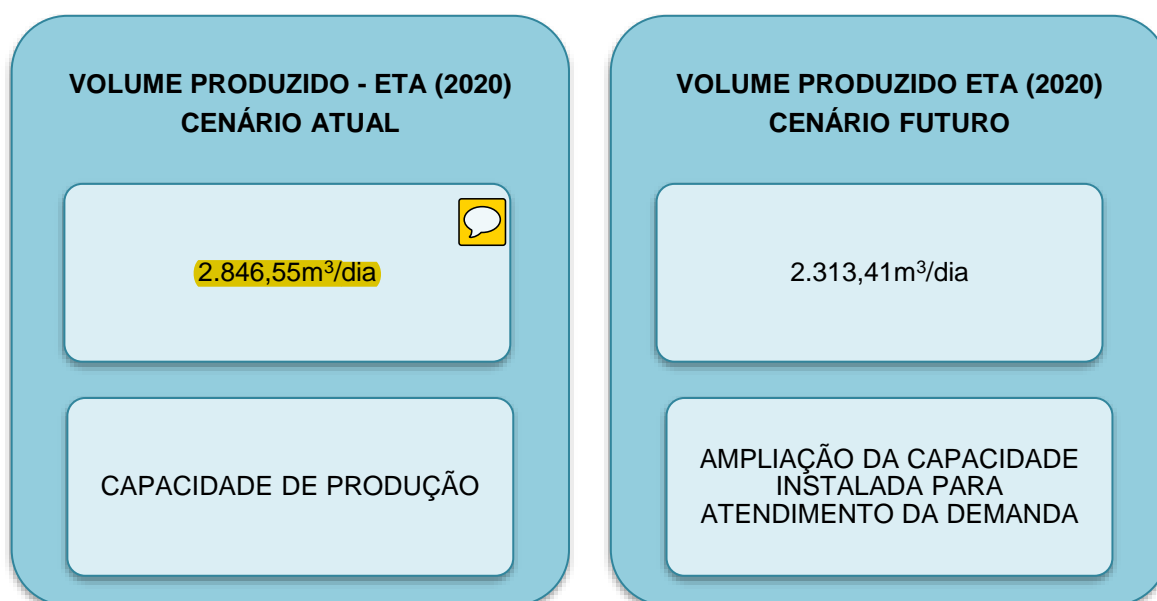 VOLUME PRODUZIDO - ETA (2020)
CENÁRIO ATUAL
2.846,55m³/dia
CAPACIDADE DE PRODUÇÃO
VOLUME PRODUZIDO ETA (2020)
CENÁRIO FUTURO
2.313,41m³/dia
AMPLIAÇÃO DA CAPACIDADE
INSTALADA PARA
ATENDIMENTO DA DEMANDA